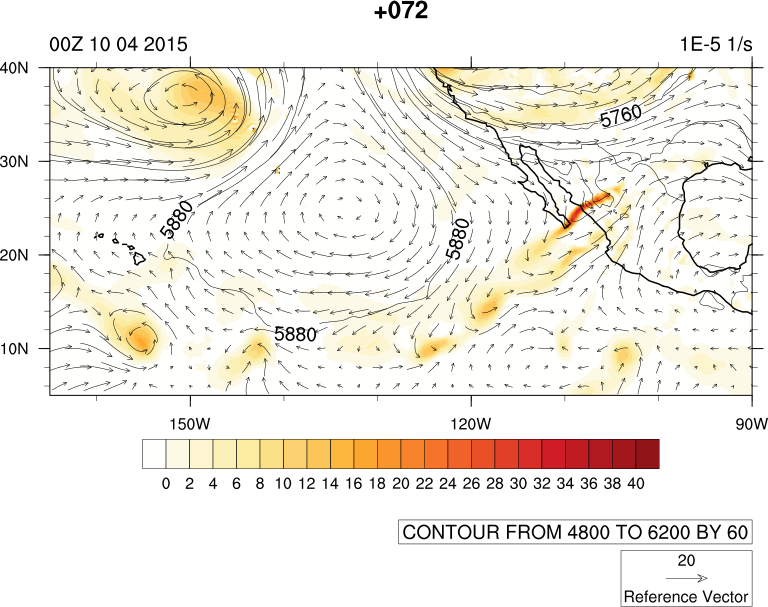 +072
00Z 10 04 2015 1E-5 1/s
40N
5760
30N
5880
5880
20N
5880
10N
150W 120W 90W
0 2 4 6 8 10 12 14 16 18 20 22 24 26 28 30 32 34 36 38 40
CONTOUR FROM 4800 TO 6200 BY 60
20
Reference Vector